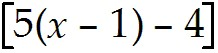 [5(x – 1) – 4]